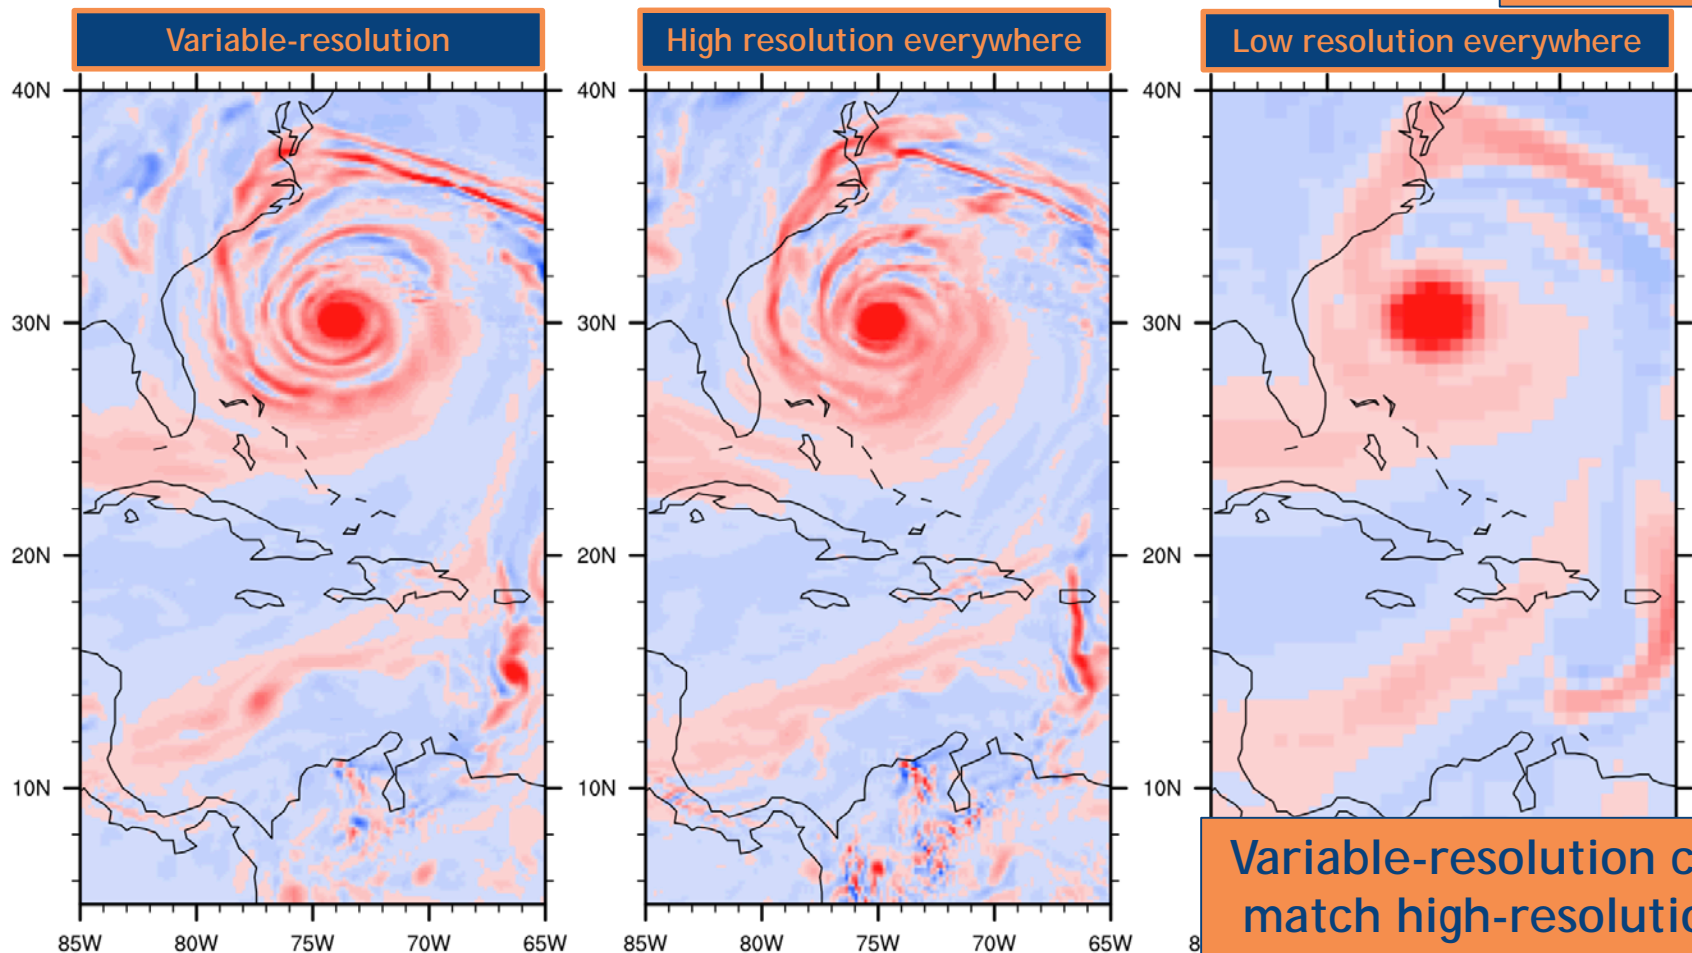 Variable-resolution
High resolution everywhere
Low resolution everywhere
40N
30N
20N
10N
85W 80W 75W 70W 65W
40N
30N
20N
10N
85W 80W 75W 70W 65W
40N
30N
20N
10N
8
Variable-resolution c
match high-resolutio